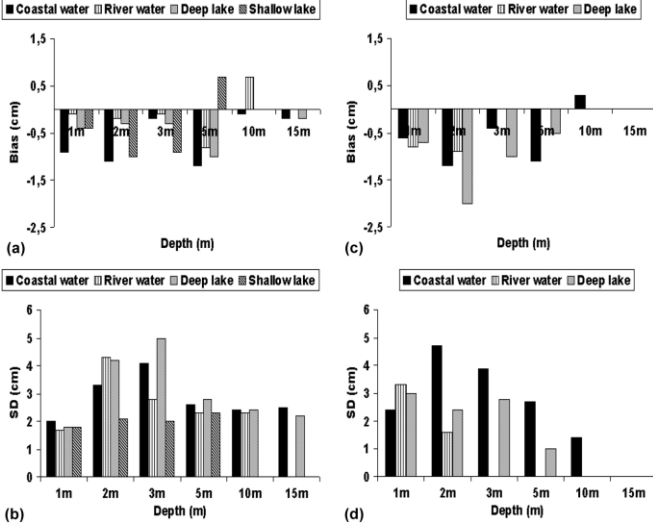 Coastal water River water Deep lake Shallow lake
1,5
0,5
-0,5
-1,5
-2,5
Bias (cm)
1m 2m 3m 5m 10m 15m
Depth (m)
(a)
Coastal water River water Deep lake
1,5
0,5
-0,5
-1,5
-2,5
Bias (cm)
1m 2m 3m 5m 10m 15m
Depth (m)
(c)
Coastal water River water Deep lake Shallow lake
6
5
4
3
2
1
0
SD (cm)
1m 2m 3m 5m 10m 15m
Depth (m)
(b)
Coastal water River water Deep lake
6
5
4
3
2
1
0
SD (cm)
1m 2m 3m 5m 10m 15m
Depth (m)
(d)